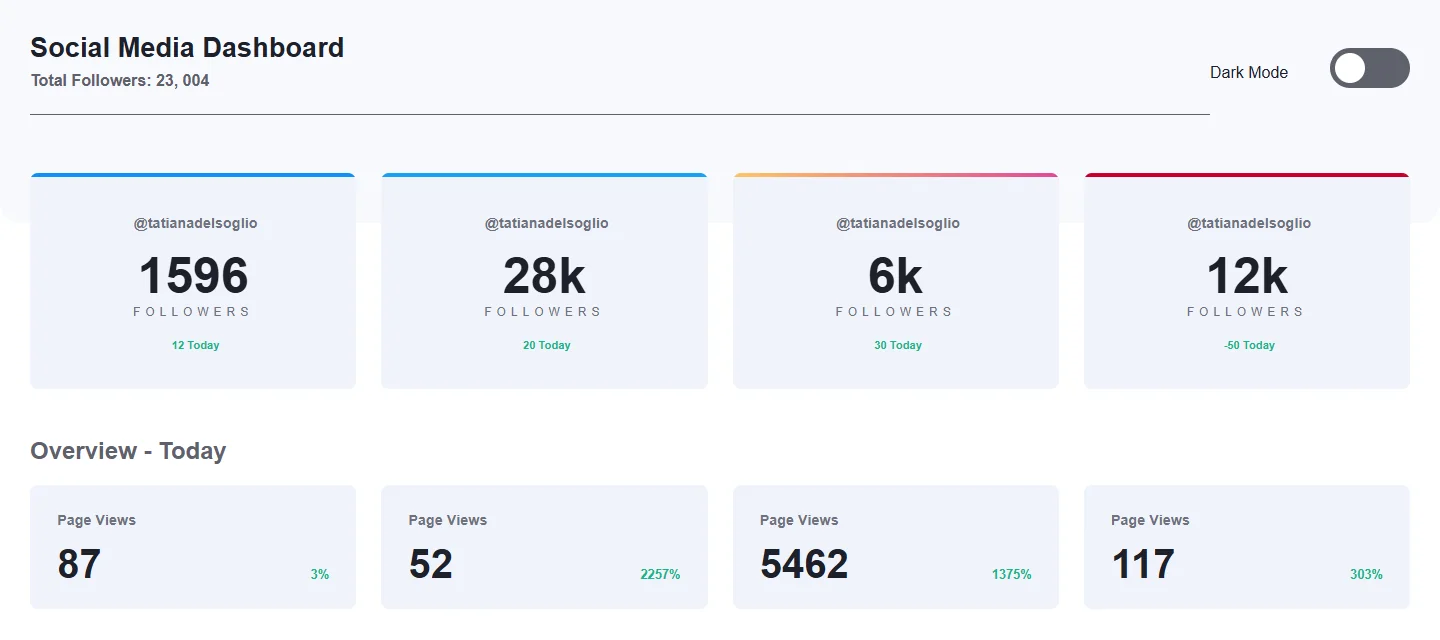 Social Media Dashboard
Total Followers: 23, 004
Dark Mode
@tatianadelsoglio
1596
FOLLOWERS
12 Today
@tatianadelsoglio
28k
FOLLOWERS
20 Today
@tatianadelsoglio
6k
FOLLOWERS
30 Today
@tatianadelsoglio
12k
FOLLOWERS
-50 Today
Overview - Today
Page Views
87
3%
Page Views
52
2257%
Page Views
5462
1375%
Page Views
117
303%